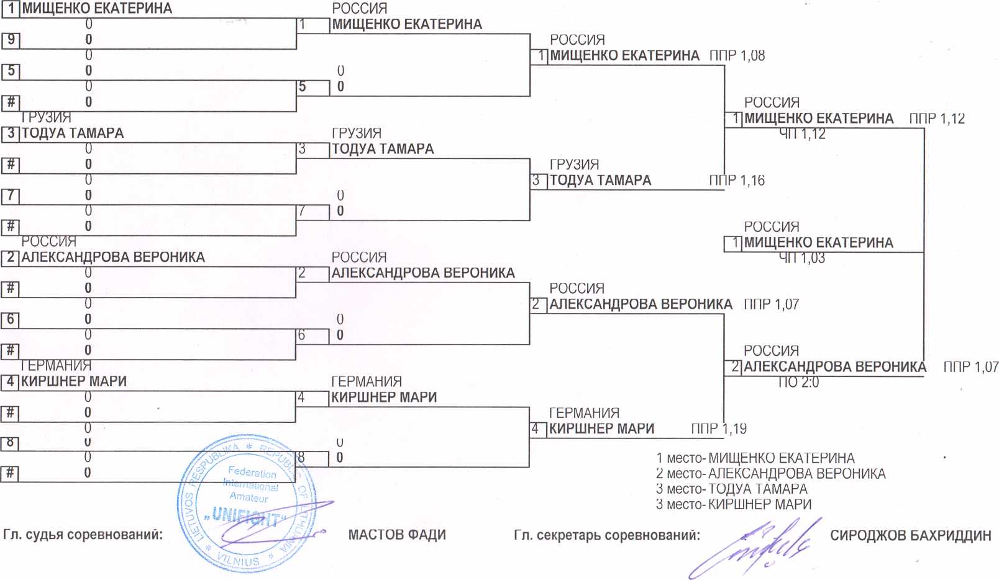 1 МИЩЕНКО ЕКАТЕРИНА
0
9 0
0
5 0
0
# 0
ГРУЗИЯ
3 ТОДУА ТАМАРА
0
# 0
0
7 0
0
# 0
РОССИЯ
2 АЛЕКСАНДРОВА ВЕРОНИКА
0
# 0
0
6 0
0
# 0
ГЕРМАНИЯ
4 КИРШНЕР МАРИ
0
# 0
0
8 0
0
# 0
РОССИЯ
1 МИЩЕНКО ЕКАТЕРИНА
0
5 0
ГРУЗИЯ
3 ТОДУА ТАМАРА
0
7 0
РОССИЯ
2 АЛЕКСАНДРОВА ВЕРОНИКА
0
6 0
ГЕРМАНИЯ
4 КИРШНЕР МАРИ
0
8 0
РОССИЯ
1 МИЩЕНКО ЕКАТЕРИНА ППР 1,08
ГРУЗИЯ
3 ТОДУА ТАМАРА ППР 1,16
РОССИЯ
2 АЛЕКСАНДРОВА ВЕРОНИКА ППР 1,07
ГЕРМАНИЯ
4 КИРШНЕР МАРИ ППР 1,19
РОССИЯ
1 МИЩЕНКО ЕКАТЕРИНА ППР 1,12
ЧП 1,12
РОССИЯ
1 МИЩЕНКО ЕКАТЕРИНА
ЧП 1,03
РОССИЯ
2 АЛЕКСАНДРОВА ВЕРОНИКА ППР 1,07
ПО 2:0
1 место- МИЩЕНКО ЕКАТЕРИНА
2 место- АЛЕКСАНДРОВА ВЕРОНИКА
3 место- ТОДУА ТАМАРА
3 место- КИРШНЕР МАРИ
LIETUVOS RESPUBLIKA * REPUBLIC OF LITHUANIA * VILNIUS *
Federation
International
Amateur
„UNIFIGHT“
Гл. судья соревнований: МАСТОВ ФАДИ Гл. секретарь соревнований: СИРОДЖОВ БАХРИДДИН